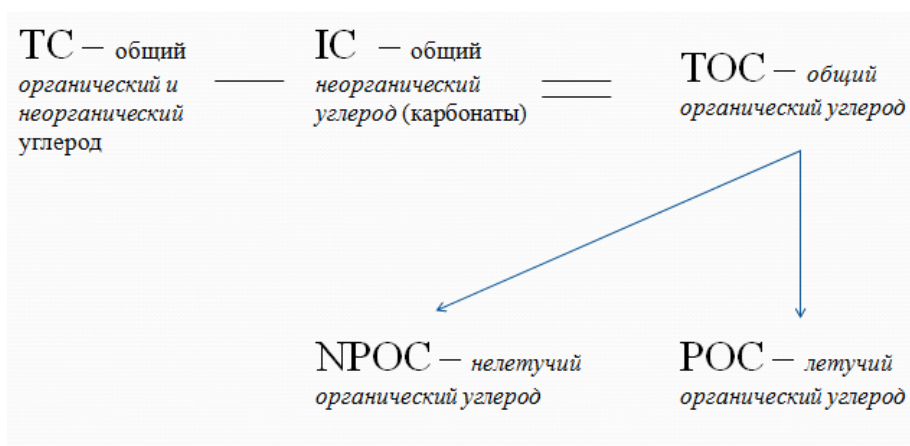 TC – общий
органический и
неорганический
углерод
IC – общий
неорганический
углерод (карбонаты)
TOC – общий
органический углерод
NPOC – нелетучий
органический углерод
POC – летучий
органический углерод